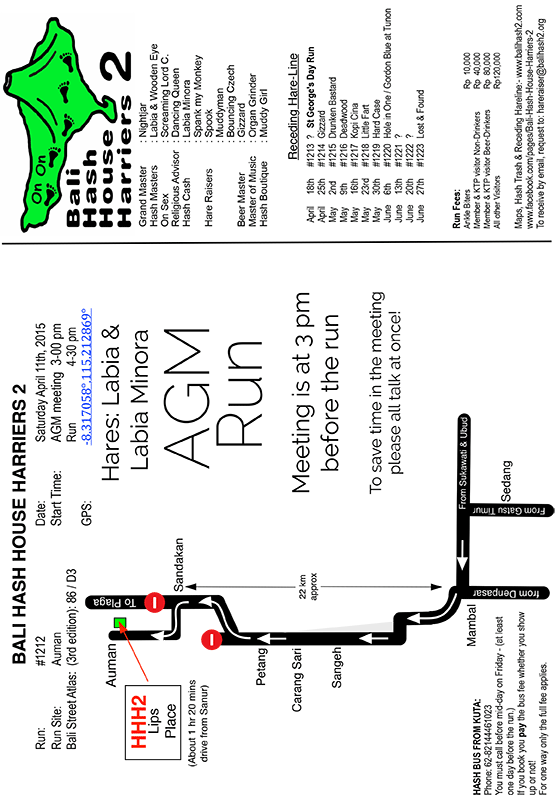 BALI HASH HOUSE HARRIERS 2
Run: #1212
Run Site: Auman
Bali Street Atlas: (3rd edition): 86 / D3
Date: Saturday April 11th, 2015
Start Time: AGM meeting 3-00 pm
Run 4-30 pm
GPS: -8.317058°,115.212869°
Hares: Labia &
Labia Minora
AGM
Run
Meeting is at 3 pm
before the run
To save time in the meeting
please all talk at once!
To Plaga
Auman
Sandakan
HHH2
Lips
Place
(About 1 hr 20 mins
drive from Sanur)
22 km
approx
Petang
Carang Sari
Sangeh
Mambal
From Sukawati & Ubud
From Gatsu Timur
Sedang
from Denpasar
HASH BUS FROM KUTA:
Phone: 62-82144461023
You must call before mid-day on Friday - (at least
one day before the run.)
If you book you pay the bus fee whether you show
up or not!
For one way only the full fee applies.
On On
Bali
Hash
House
Harriers 2
Grand Master : Nightjar
Hash Masters : Labia & Wooden Eye
On Sex : Screaming Lord C.
Religious Advisor : Dancing Queen
Hash Cash : Labia Minora
: Spank my Monkey
Hare Raisers : Spook
: Muddyman
: Bouncing Czech
Beer Master : Gizzard
Master of Music : Organ Grinder
Hash Boutique : Muddy Girl
Receding Hare-Line
April 18th #1213 ? St George's Day Run
April 25th #1214 Gizzard
May 2nd #1215 Drunken Bastard
May 9th #1216 Deadwood
May 16th #1217 Kopi Cina
May 23rd #1218 Little Fart
May 30th #1219 Hard Case
June 6th #1220 Hole in One / Gordon Blue at Tunon
June 13th #1221 ?
June 20th #1222 ?
June 27th #1223 Lost & Found
Run Fees:
Ankle Biters Rp 10,000
Member & KTP visitor Non-Drinkers Rp 40,000
Member & KTP visitor Beer-Drinkers Rp 80,000
All other Visitors Rp120,000
Maps, Hash Trash & Receding Hareline:- www.balihash2.com
www.facebook.com/pages/Bali-Hash-House-Harriers-2
To receive by email, request to: hareraiser@balihash2.org